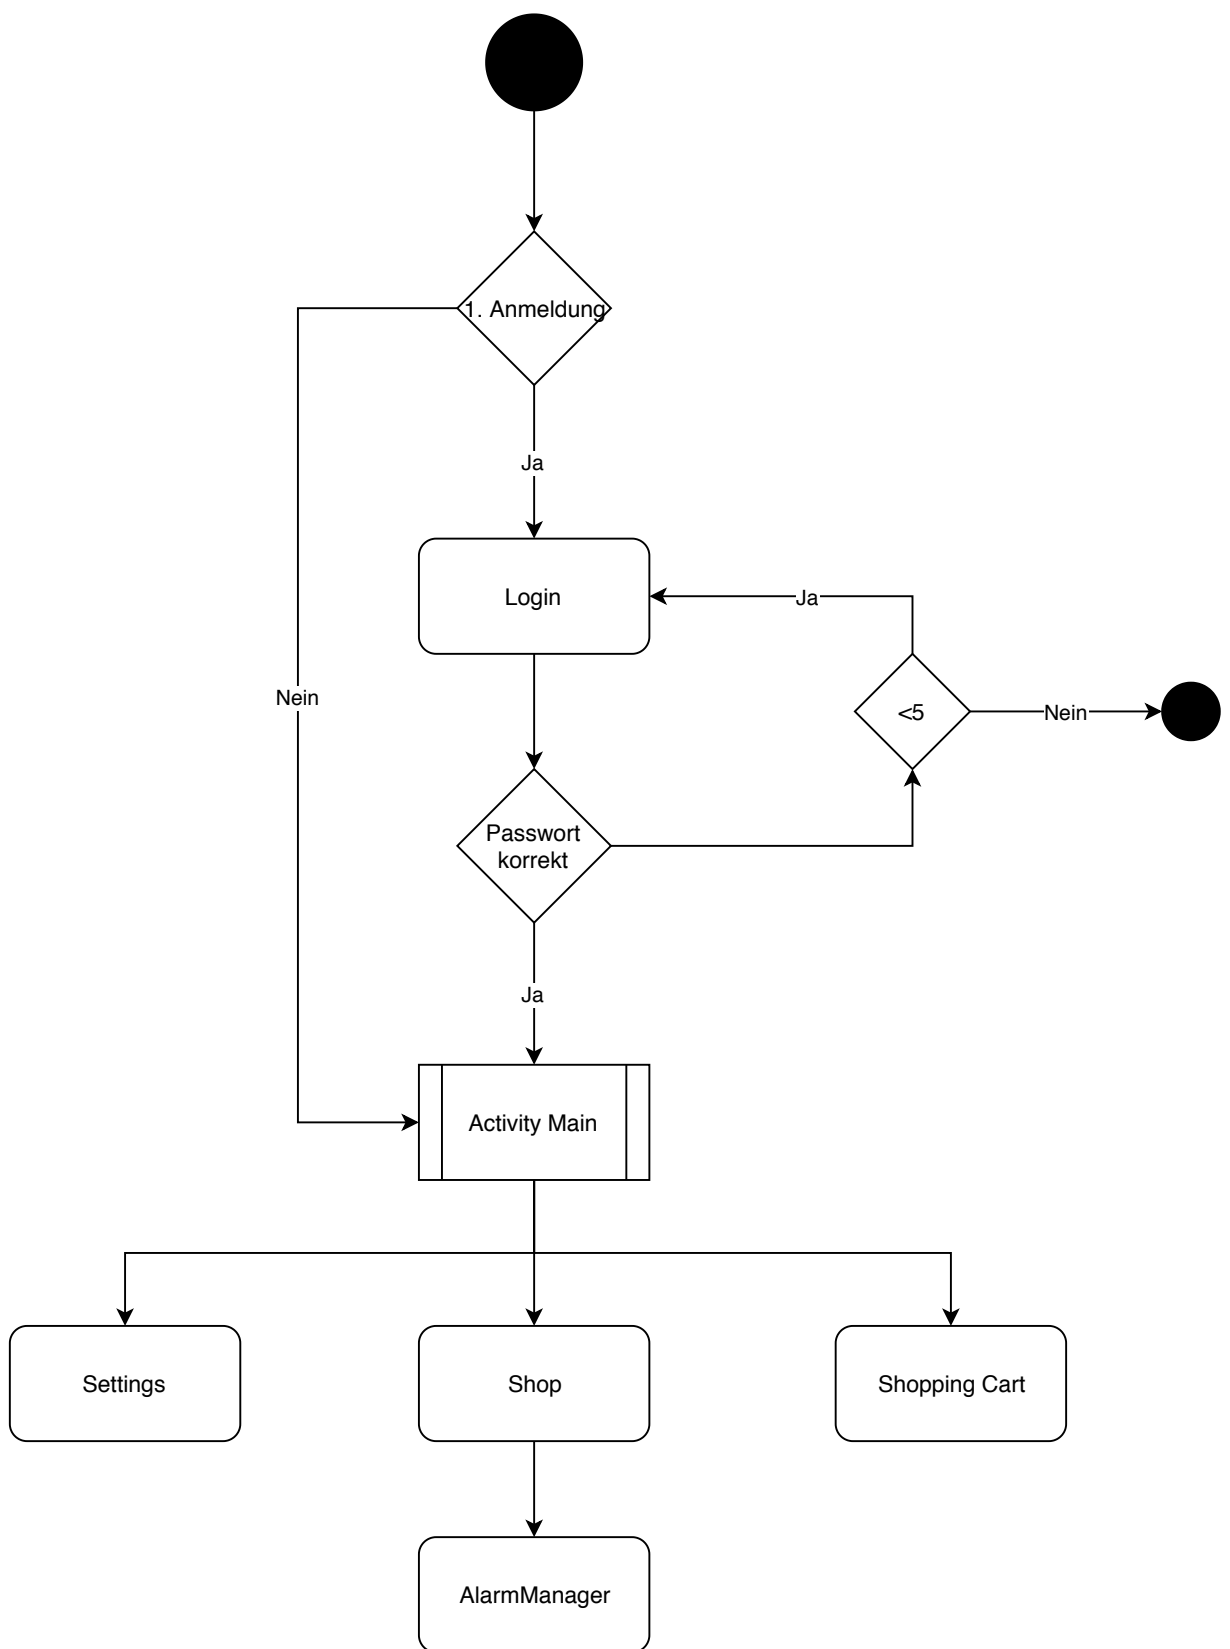 1. Anmeldung
Ja
Login
Ja
Nein
<5
Nein
Passwort
korrekt
Ja
Activity Main
Settings
Shop
Shopping Cart
AlarmManager